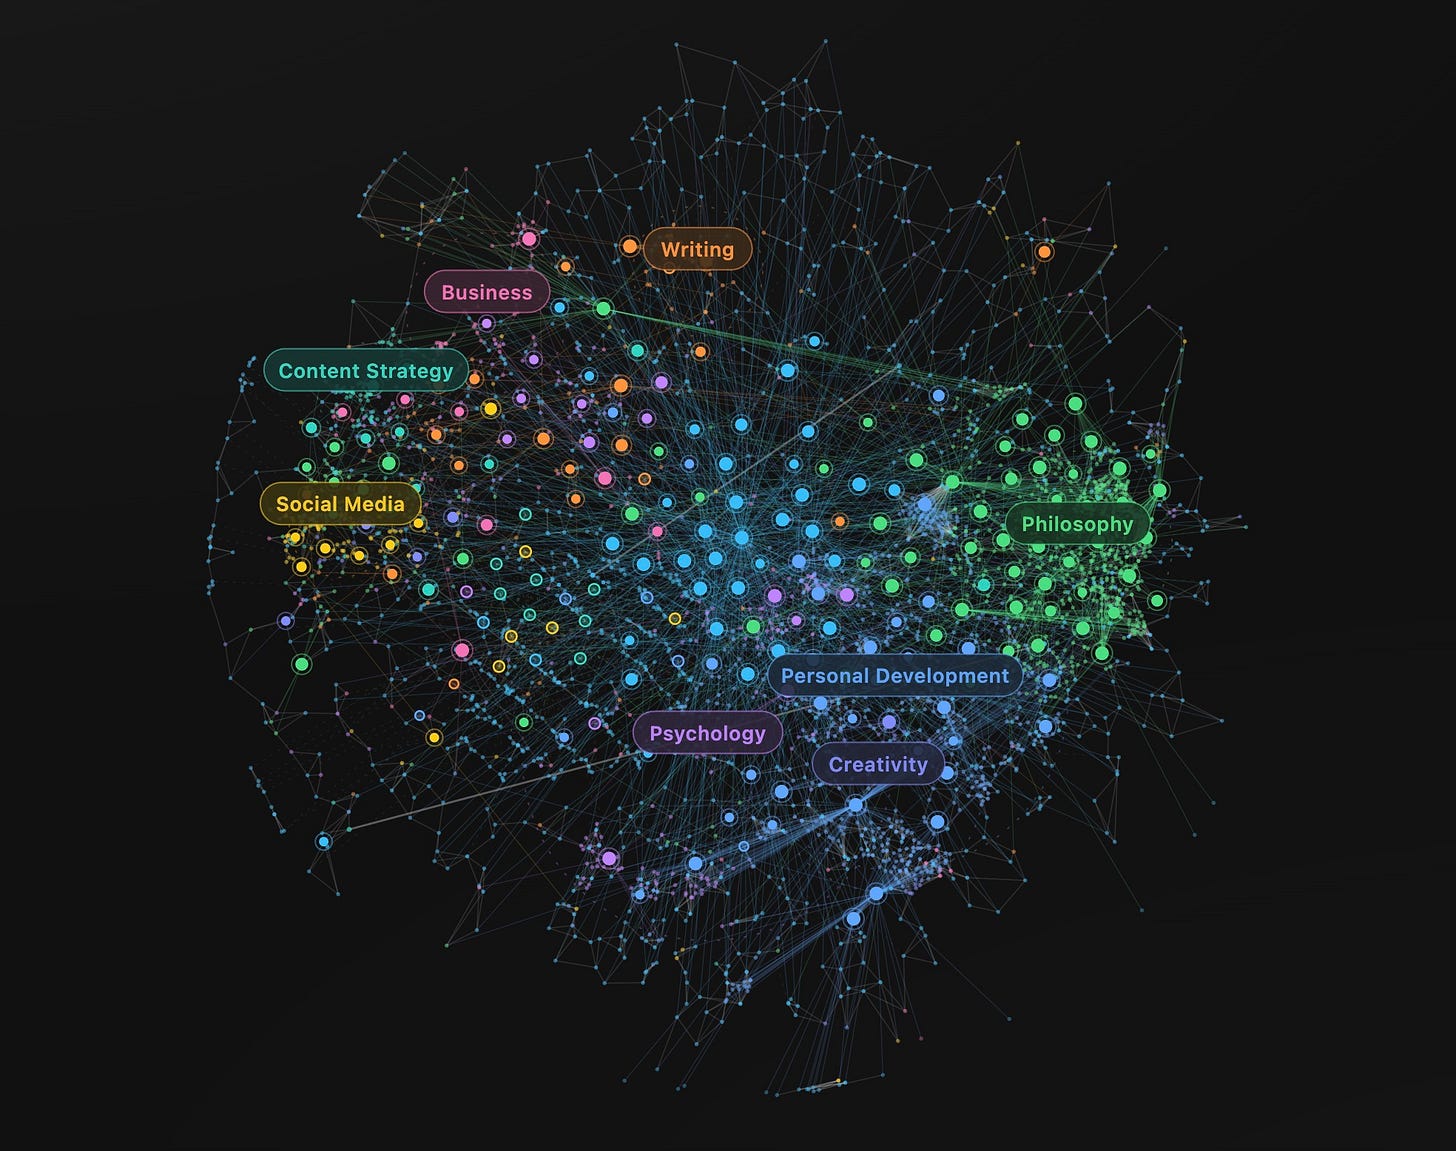 Writing
Business
Content Strategy
Social Media
Philosophy
Personal Development
Psychology
Creativity